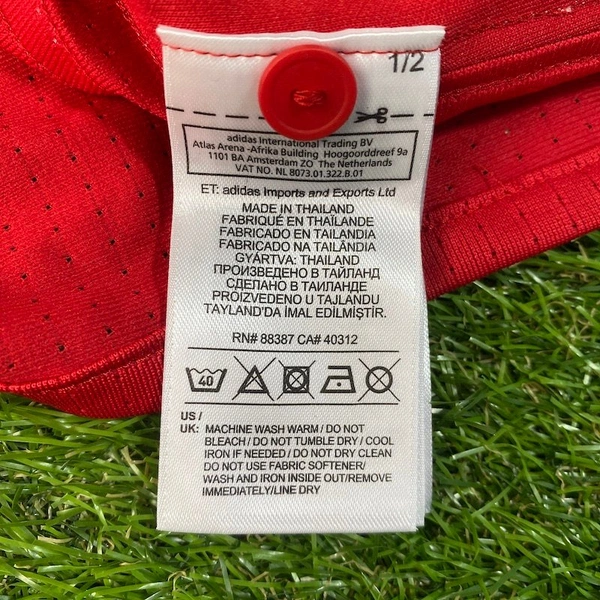 1/2
adidas International Trading BV
Atlas Arena -Afrika Building Hoogoorddreef 9a
1101 BA Amsterdam ZO The Netherlands
VAT NO. NL 8073.01.322.B.01
ET: adidas Imports and Exports Ltd
MADE IN THAILAND
FABRIQUÉ EN THAÏLANDE
FABRICADO EN TAILANDIA
FABRICADO NA TAILÂNDIA
GYÁRTVA: THAILAND
ПРОИЗВЕДЕНО В ТАЙЛАНД
СДЕЛАНО В ТАИЛАНДЕ
PROIZVEDENO U TAJLANDU
TAYLAND'DA İMAL EDİLMİŞTİR.
RN# 88387 CA# 40312
40
US /
UK: MACHINE WASH WARM / DO NOT
BLEACH / DO NOT TUMBLE DRY / COOL
IRON IF NEEDED / DO NOT DRY CLEAN
DO NOT USE FABRIC SOFTENER/
WASH AND IRON INSIDE OUT/REMOVE
IMMEDIATELY/LINE DRY